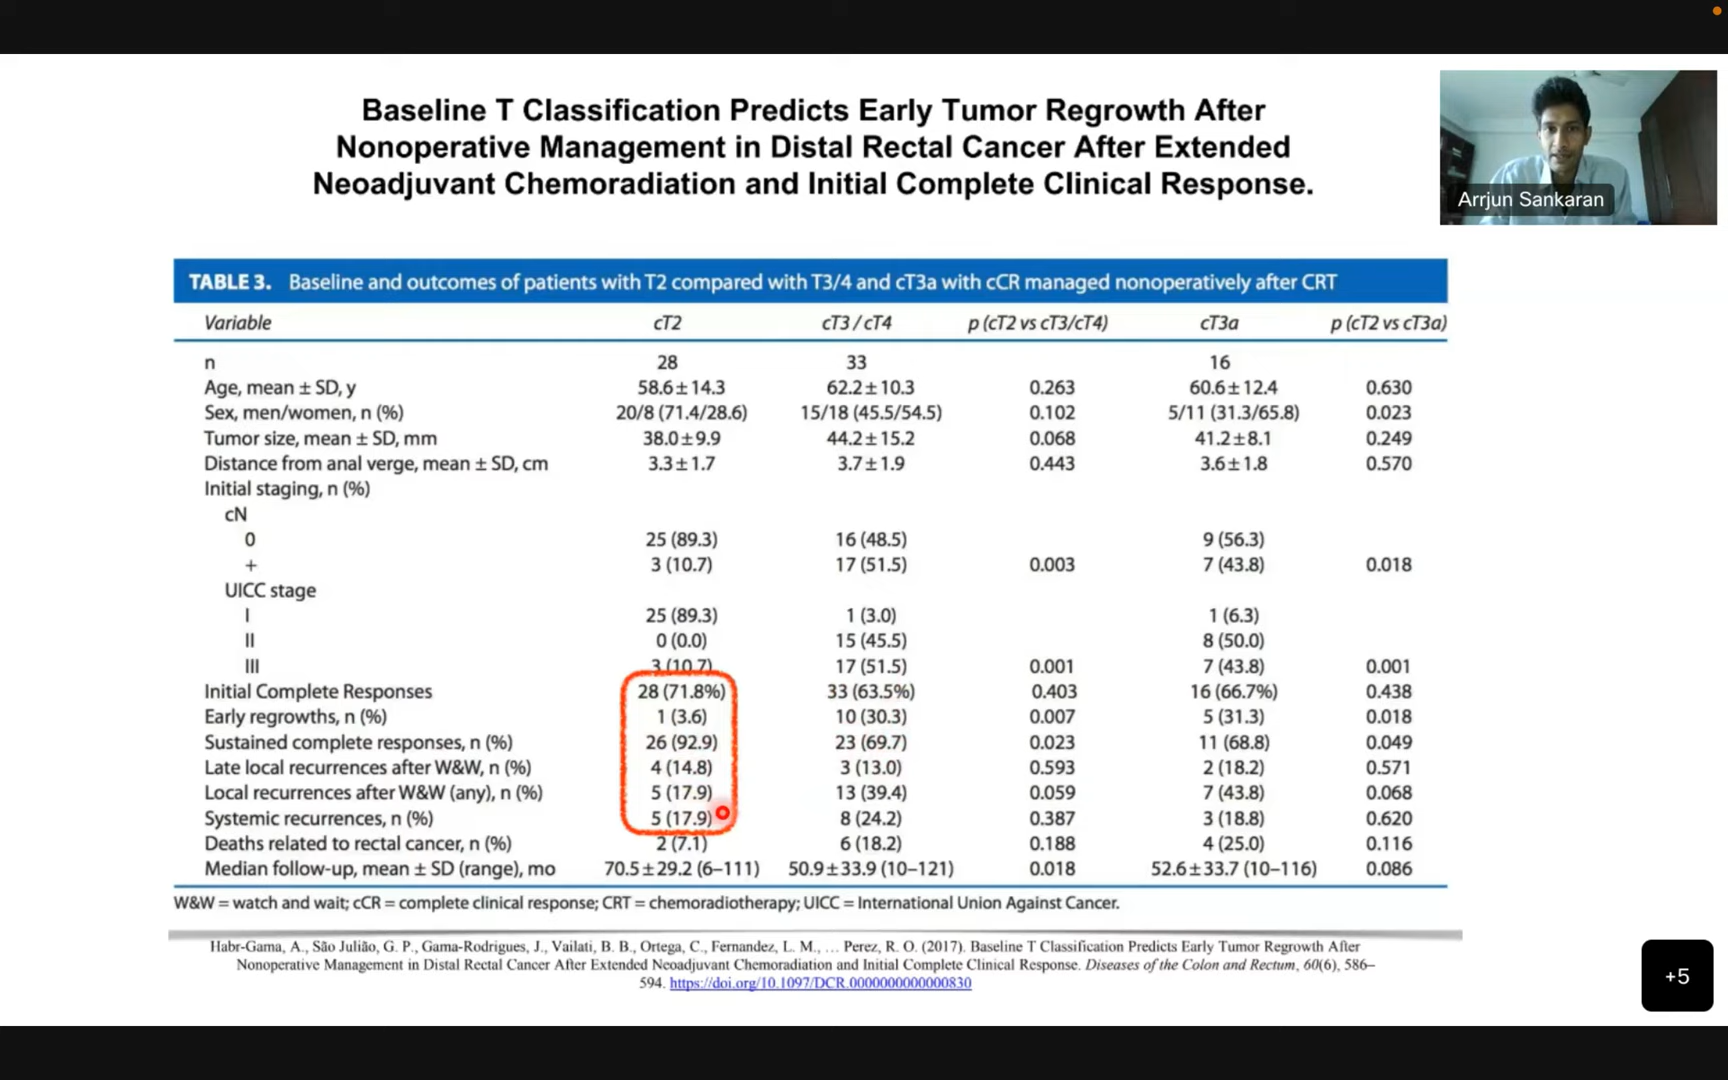 Baseline T Classification Predicts Early Tumor Regrowth After
Nonoperative Management in Distal Rectal Cancer After Extended
Neoadjuvant Chemoradiation and Initial Complete Clinical Response.
Arrjun Sankaran
TABLE 3. Baseline and outcomes of patients with T2 compared with T3/4 and cT3a with cCR managed nonoperatively after CRT
Variable cT2 cT3/cT4 p (cT2 vs cT3/cT4) cT3a p (cT2 vs cT3a)
n 28 33 16
Age, mean ± SD, y 58.6±14.3 62.2±10.3 0.263 60.6±12.4 0.630
Sex, men/women, n (%) 20/8 (71.4/28.6) 15/18 (45.5/54.5) 0.102 5/11 (31.3/65.8) 0.023
Tumor size, mean ± SD, mm 38.0±9.9 44.2±15.2 0.068 41.2±8.1 0.249
Distance from anal verge, mean ± SD, cm 3.3±1.7 3.7±1.9 0.443 3.6±1.8 0.570
Initial staging, n (%)
cN
0 25 (89.3) 16 (48.5) 9 (56.3)
+ 3 (10.7) 17 (51.5) 0.003 7 (43.8) 0.018
UICC stage
I 25 (89.3) 1 (3.0) 1 (6.3)
II 0 (0.0) 15 (45.5) 8 (50.0)
III 3 (10.7) 17 (51.5) 0.001 7 (43.8) 0.001
Initial Complete Responses 28 (71.8%) 33 (63.5%) 0.403 16 (66.7%) 0.438
Early regrowths, n (%) 1 (3.6) 10 (30.3) 0.007 5 (31.3) 0.018
Sustained complete responses, n (%) 26 (92.9) 23 (69.7) 0.023 11 (68.8) 0.049
Late local recurrences after W&W, n (%) 4 (14.8) 3 (13.0) 0.593 2 (18.2) 0.571
Local recurrences after W&W (any), n (%) 5 (17.9) 13 (39.4) 0.059 7 (43.8) 0.068
Systemic recurrences, n (%) 5 (17.9) 8 (24.2) 0.387 3 (18.8) 0.620
Deaths related to rectal cancer, n (%) 2 (7.1) 6 (18.2) 0.188 4 (25.0) 0.116
Median follow-up, mean ± SD (range), mo 70.5±29.2 (6–111) 50.9±33.9 (10–121) 0.018 52.6±33.7 (10–116) 0.086
W&W = watch and wait; cCR = complete clinical response; CRT = chemoradiotherapy; UICC = International Union Against Cancer.
Habr-Gama, A., São Julião, G. P., Gama-Rodrigues, J., Vailati, B. B., Ortega, C., Fernandez, L. M., … Perez, R. O. (2017). Baseline T Classification Predicts Early Tumor Regrowth After
Nonoperative Management in Distal Rectal Cancer After Extended Neoadjuvant Chemoradiation and Initial Complete Clinical Response. Diseases of the Colon and Rectum, 60(6), 586–
594. https://doi.org/10.1097/DCR.0000000000000830
+5